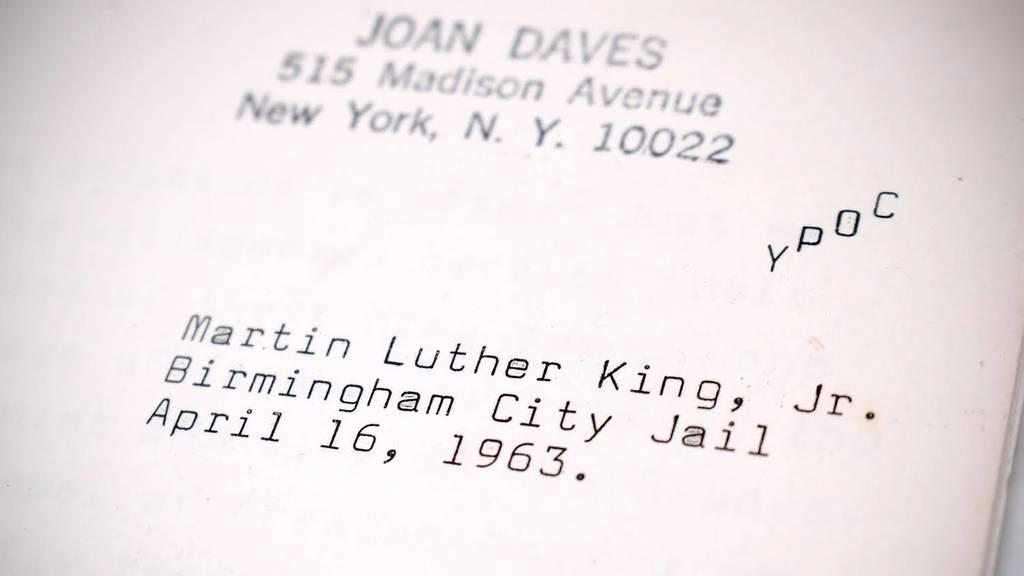 JOAN DAVES
515 Madison Avenue
New York, N. Y. 10022
YPOC
Martin Luther King, Jr.
Birmingham City Jail
April 16, 1963.